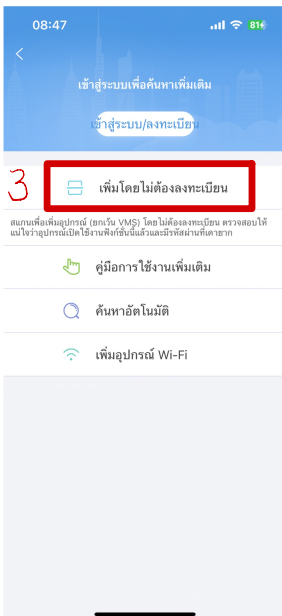 08:47
81
เข้าสู่ระบบเพื่อค้นหาเพิ่มเติม
เข้าสู่ระบบ/ลงทะเบียน
3
เพิ่มโดยไม่ต้องลงทะเบียน
สแกนเพื่อเพิ่มอุปกรณ์ (ยกเว้น VMS) โดยไม่ต้องลงทะเบียน ตรวจสอบให้
แน่ใจว่าอุปกรณ์เปิดใช้งานฟังก์ชั่นนี้แล้วและมีรหัสผ่านที่เดายาก
คู่มือการใช้งานเพิ่มเติม
ค้นหาอัตโนมัติ
เพิ่มอุปกรณ์ Wi-Fi